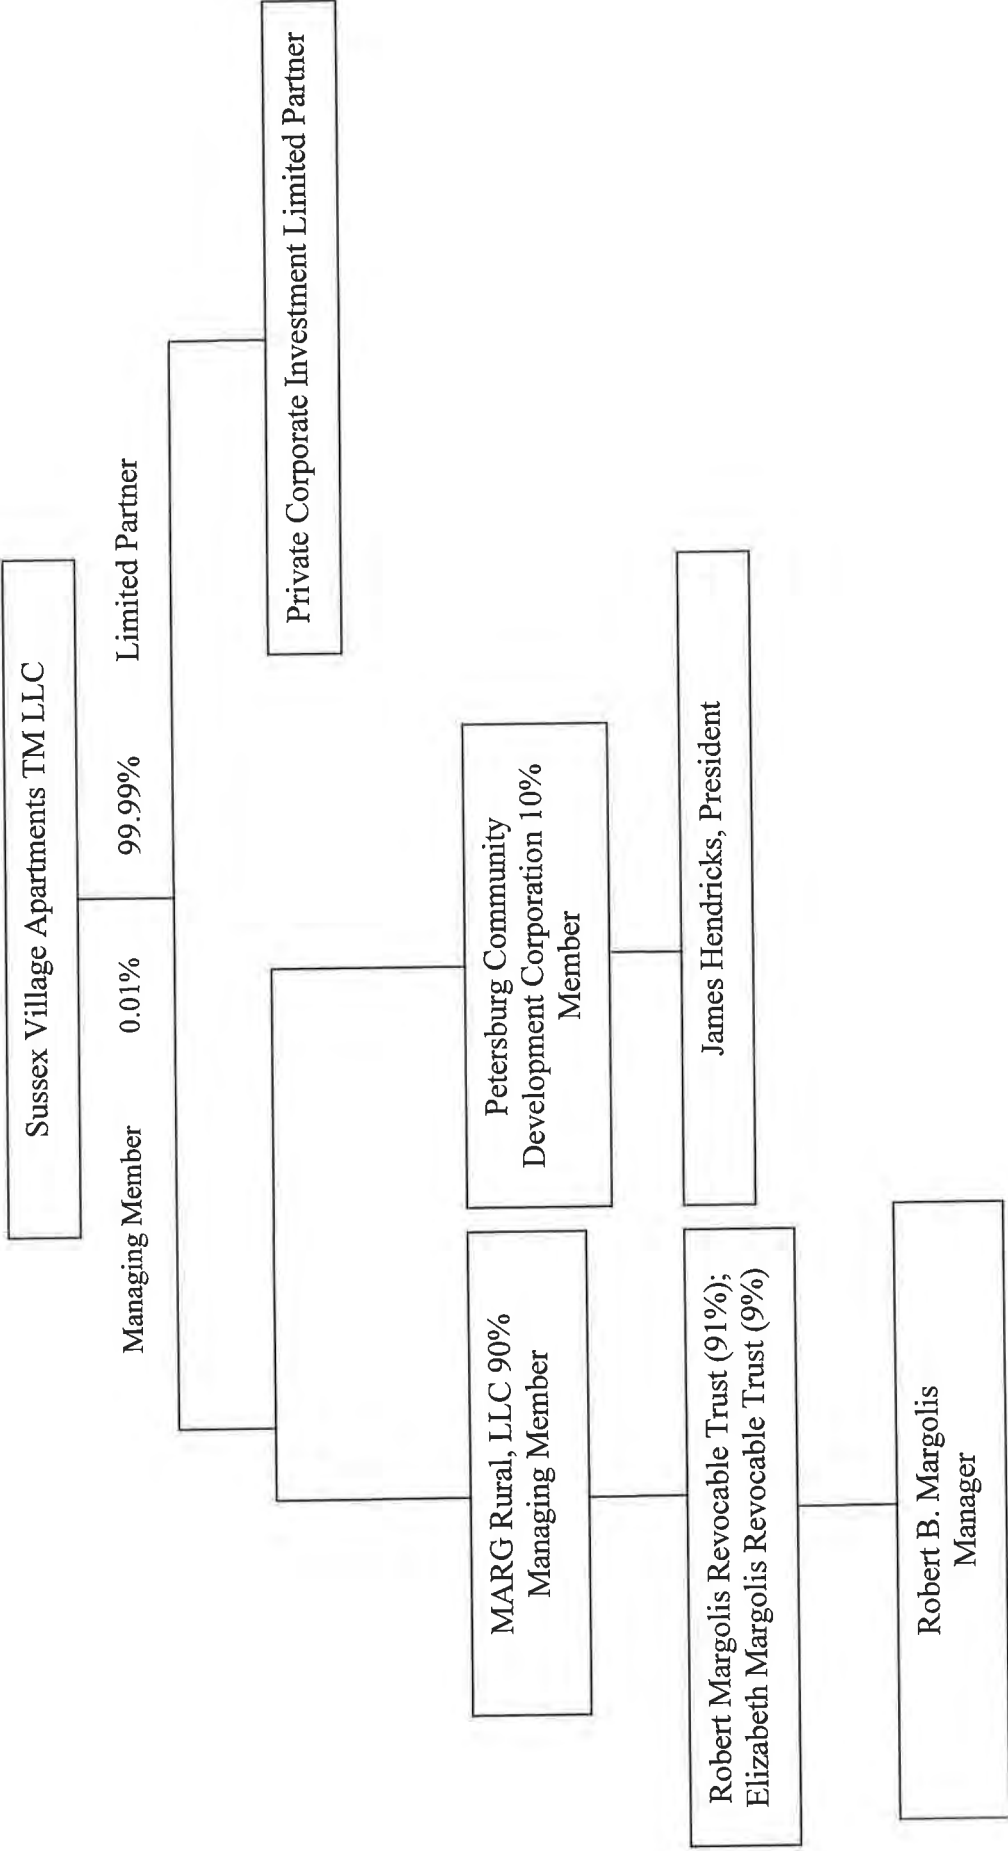 Sussex Village Apartments TM LLC
Managing Member 0.01% 99.99% Limited Partner
Private Corporate Investment Limited Partner
MARG Rural, LLC 90%
Managing Member
Petersburg Community
Development Corporation 10%
Member
Robert Margolis Revocable Trust (91%);
Elizabeth Margolis Revocable Trust (9%)
James Hendricks, President
Robert B. Margolis
Manager